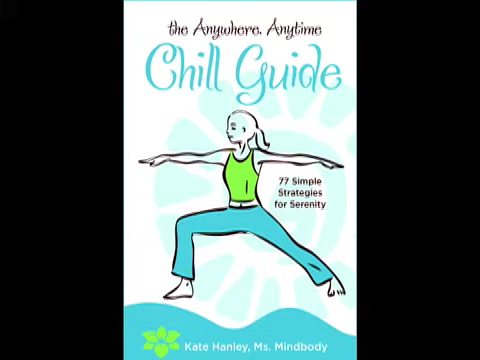 the Anywhere, Anytime
Chill Guide
77 Simple
Strategies
for Serenity
Kate Hanley, Ms. Mindbody